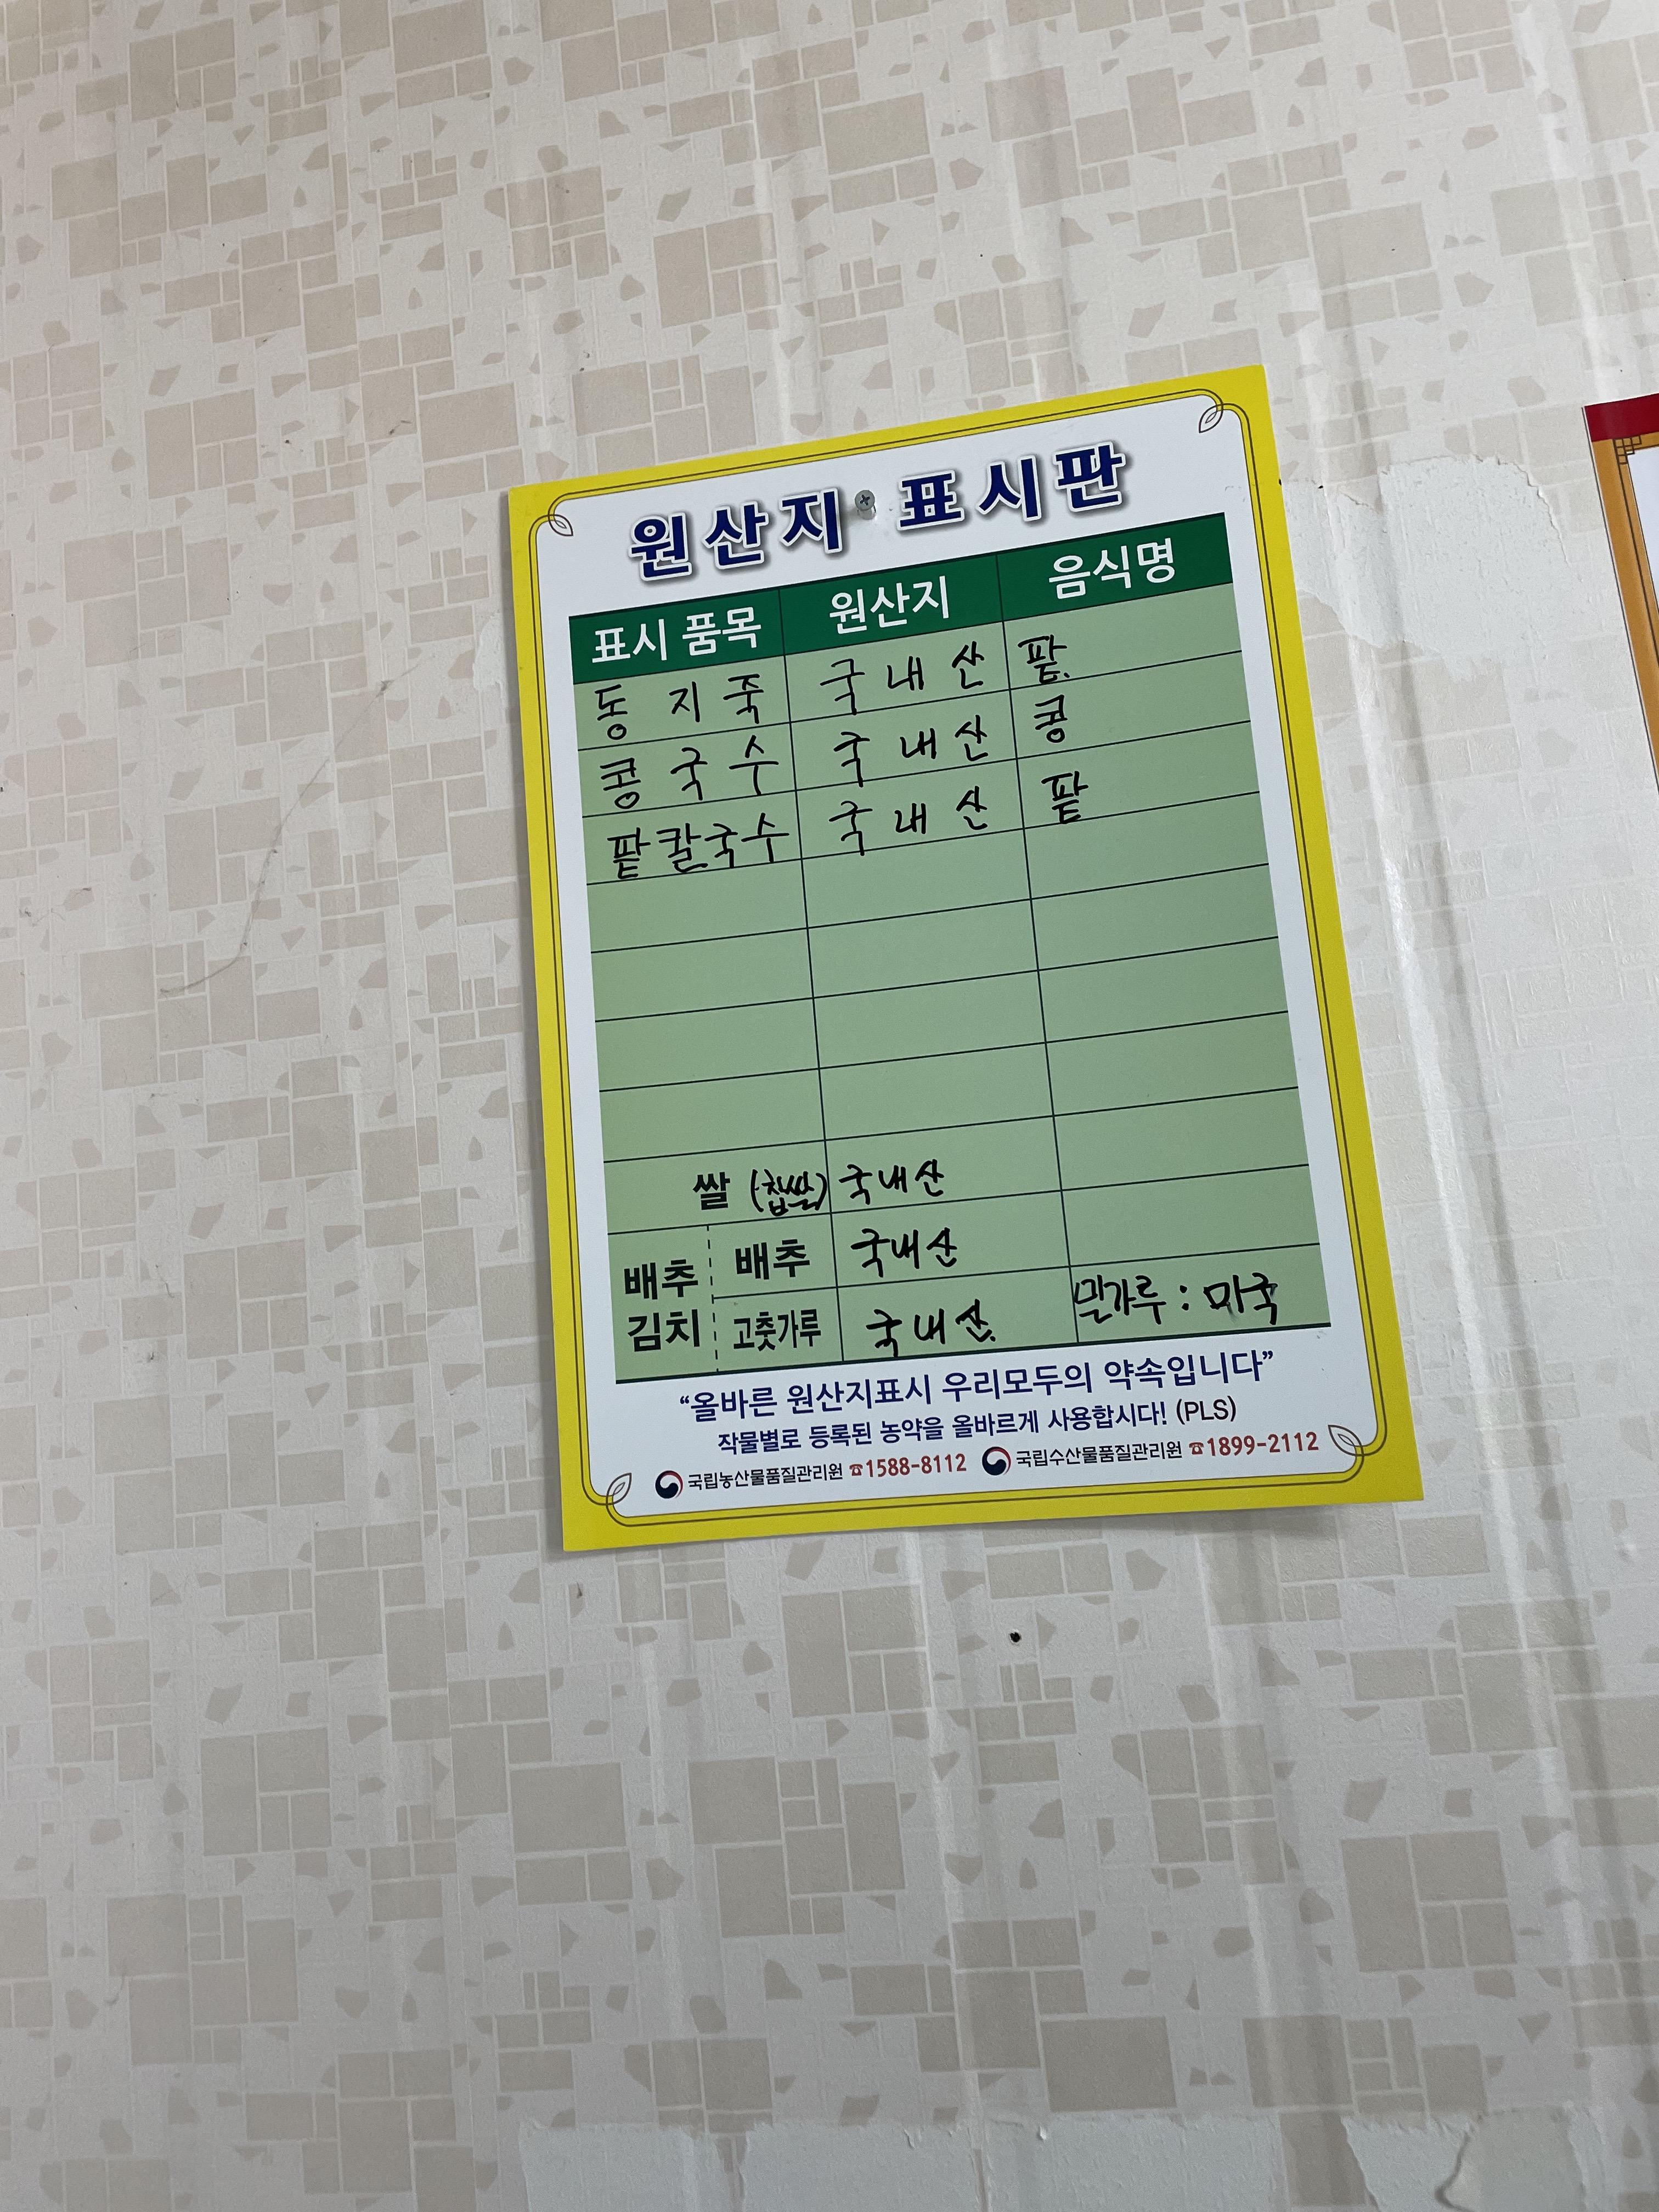 원산지 표시판
표시 품목 원산지 음식명
동지죽 국내산 팥
콩국수 국내산 콩
팥칼국수 국내산 팥
쌀 (찹쌀) 국내산
배추김치 배추 국내산
고춧가루 국내산 밀가루 : 미국
“올바른 원산지표시 우리모두의 약속입니다”
작물별로 등록된 농약을 올바르게 사용합시다! (PLS)
국립농산물품질관리원 ☎1588-8112 국립수산물품질관리원 ☎1899-2112